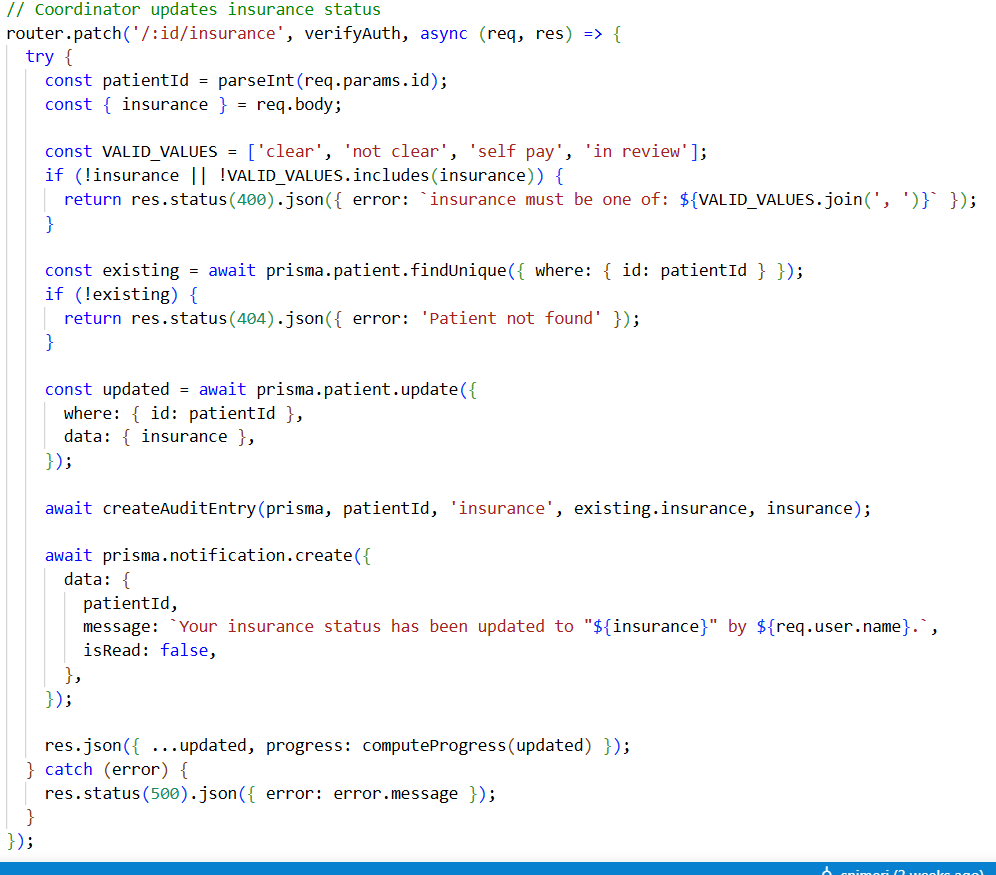 // Coordinator updates insurance status
router.patch('/:id/insurance', verifyAuth, async (req, res) => {
  try {
    const patientId = parseInt(req.params.id);
    const { insurance } = req.body;

    const VALID_VALUES = ['clear', 'not clear', 'self pay', 'in review'];
    if (!insurance || !VALID_VALUES.includes(insurance)) {
      return res.status(400).json({ error: `insurance must be one of: ${VALID_VALUES.join(', ')}` });
    }

    const existing = await prisma.patient.findUnique({ where: { id: patientId } });
    if (!existing) {
      return res.status(404).json({ error: 'Patient not found' });
    }

    const updated = await prisma.patient.update({
      where: { id: patientId },
      data: { insurance },
    });

    await createAuditEntry(prisma, patientId, 'insurance', existing.insurance, insurance);

    await prisma.notification.create({
      data: {
        patientId,
        message: `Your insurance status has been updated to "${insurance}" by ${req.user.name}.`,
        isRead: false,
      },
    });

    res.json({ ...updated, progress: computeProgress(updated) });
  } catch (error) {
    res.status(500).json({ error: error.message });
  }
});
(2 weeks ago)